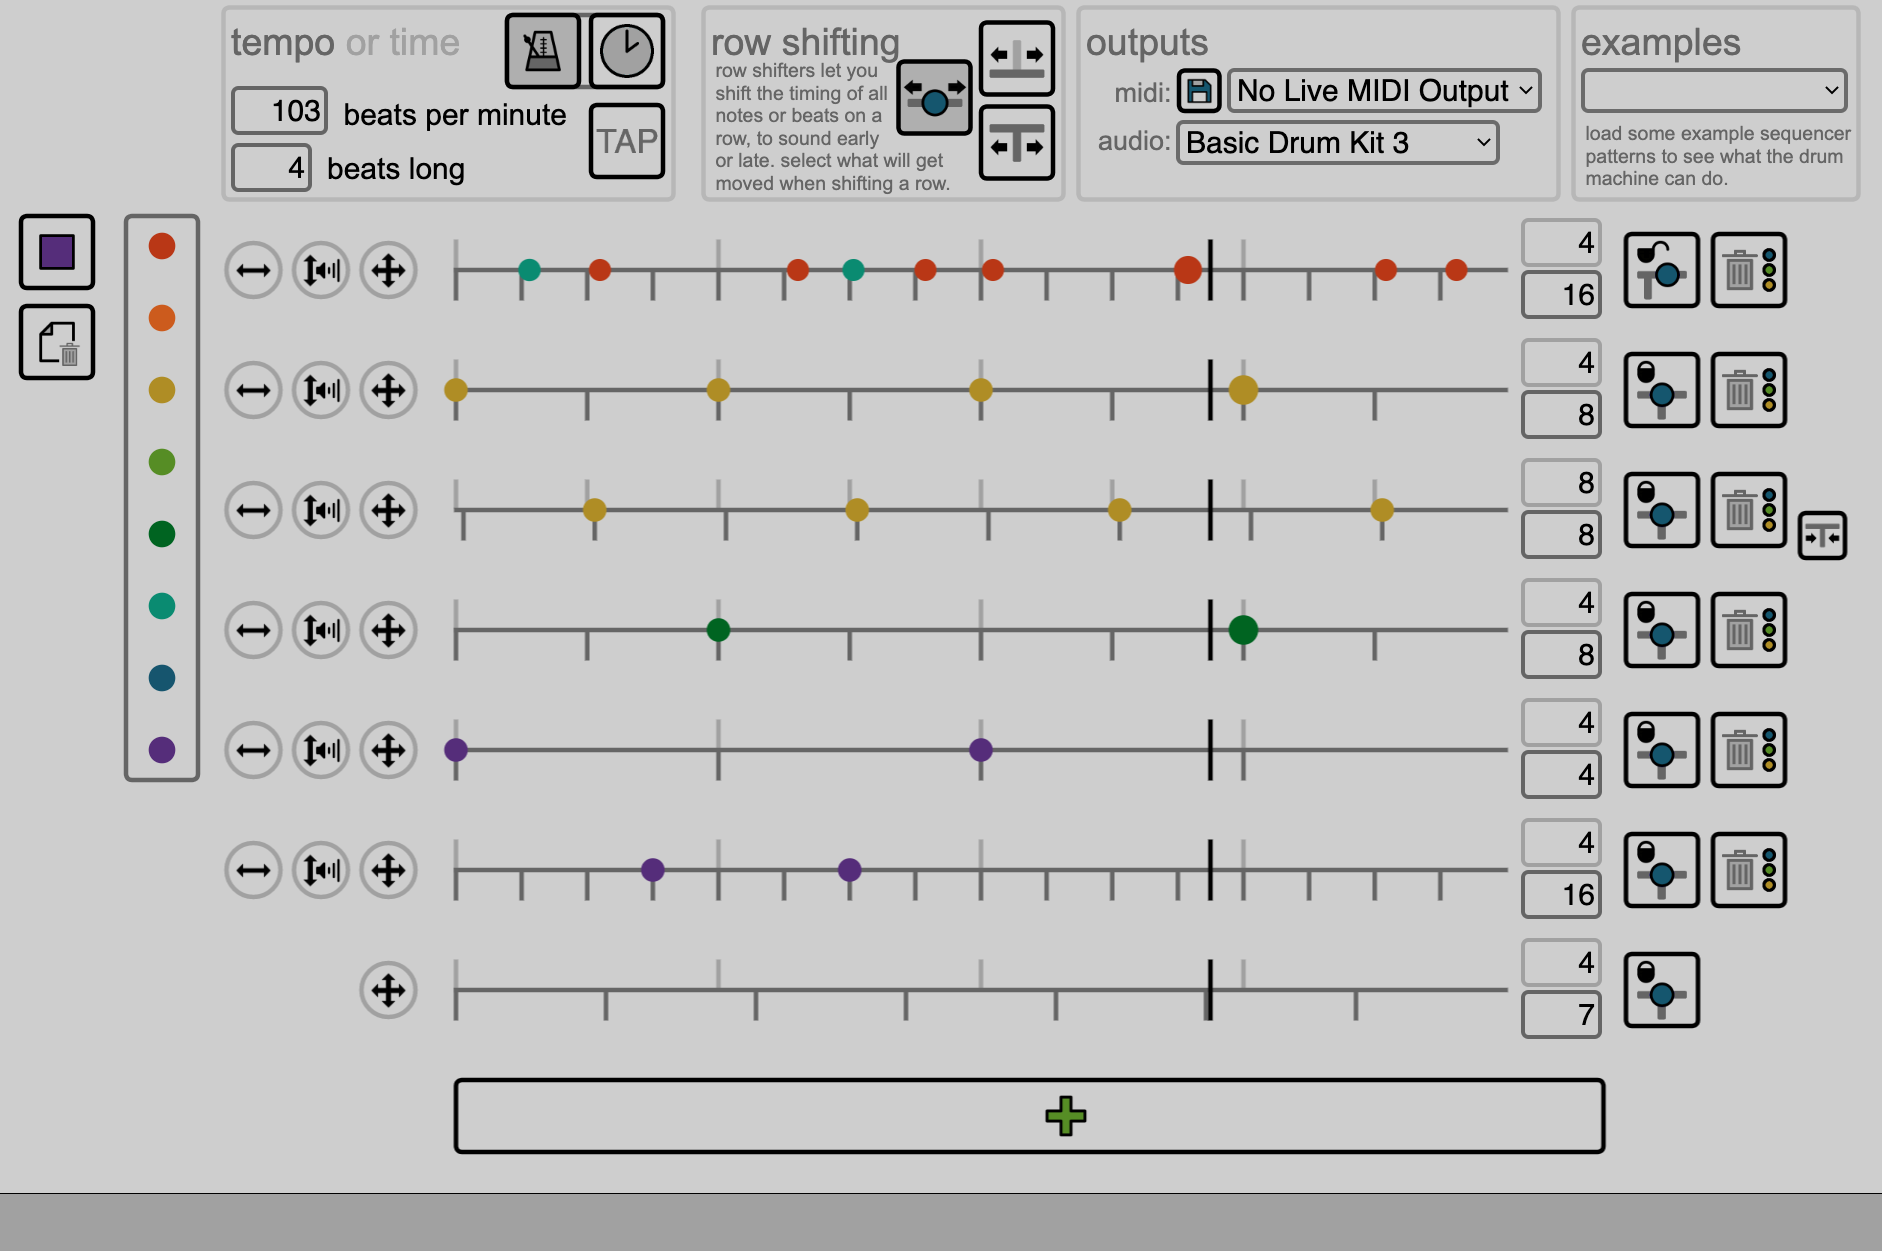 tempo or time
103 beats per minute
4 beats long
TAP
row shifting
row shifters let you
shift the timing of all
notes or beats on a
row, to sound early
or late. select what will get
moved when shifting a row.
outputs
midi: No Live MIDI Output
audio: Basic Drum Kit 3
examples
load some example sequencer
patterns to see what the drum
machine can do.
4
16
4
8
8
8
4
8
4
4
4
16
4
7